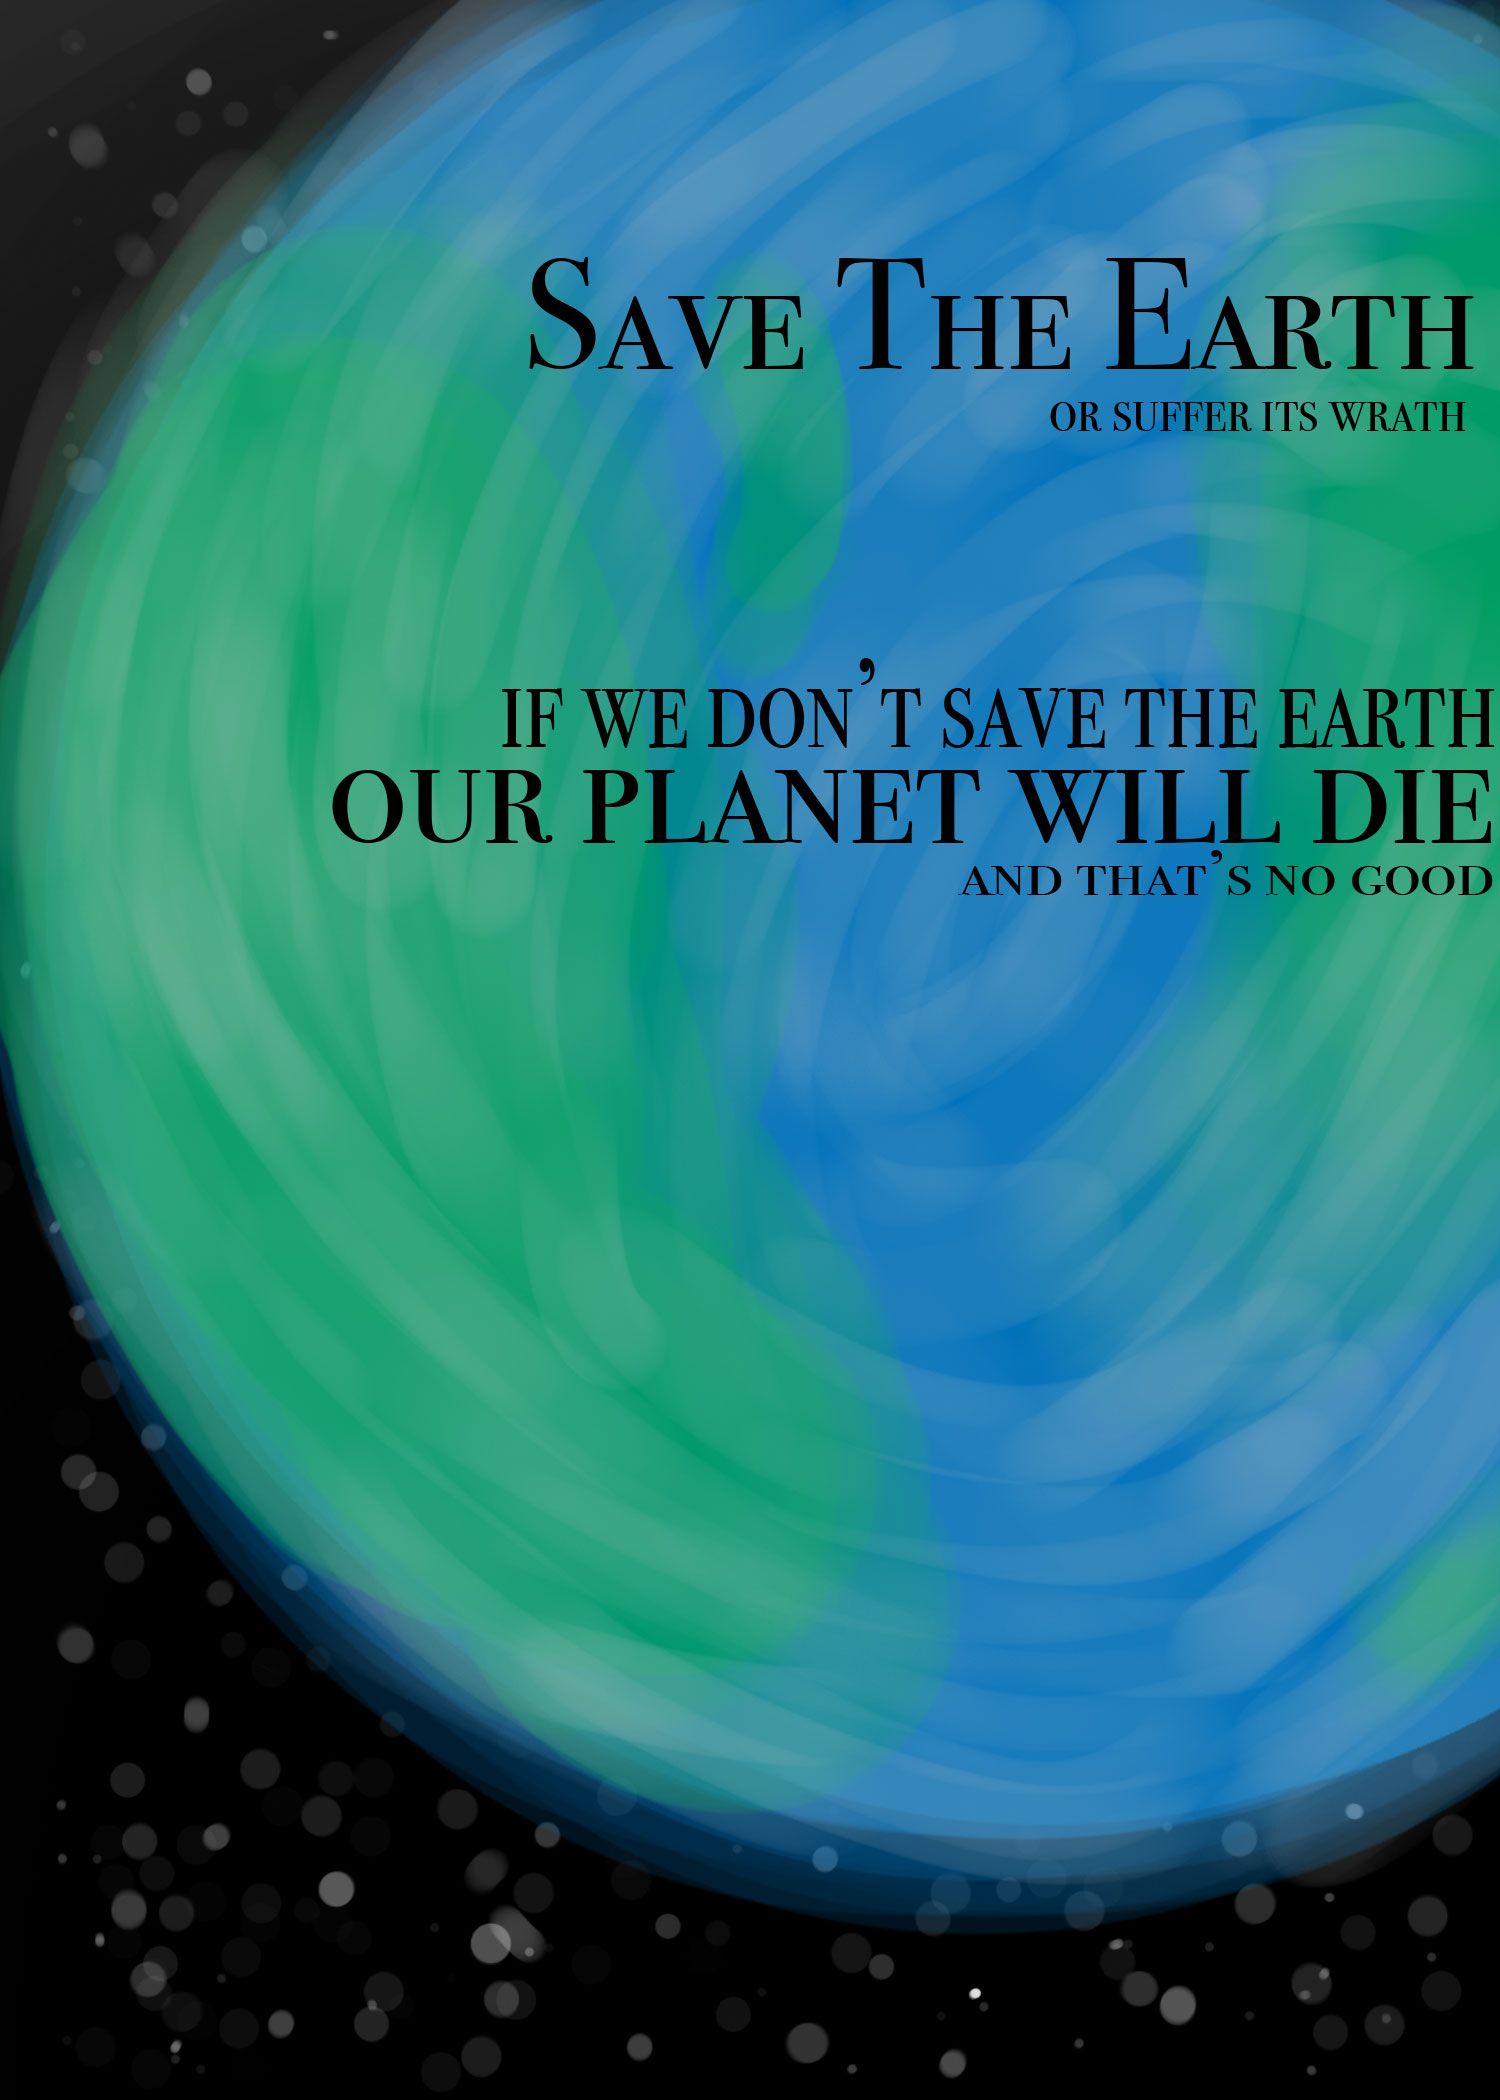 Save The Earth
OR SUFFER ITS WRATH
IF WE DON'T SAVE THE EARTH
OUR PLANET WILL DIE
AND THAT'S NO GOOD